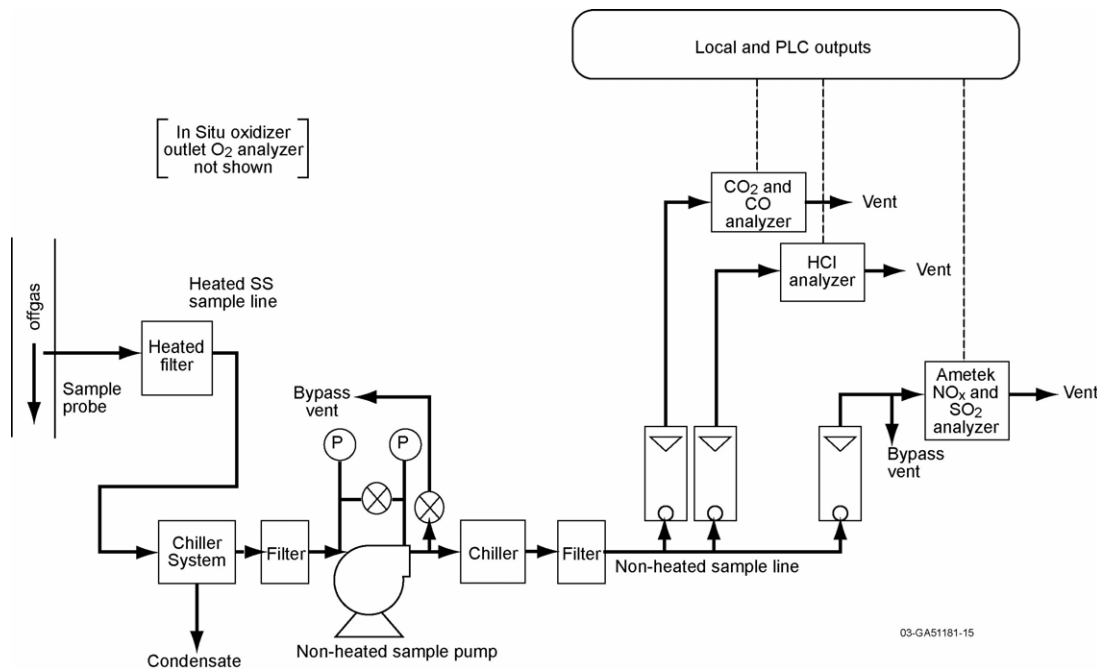 Local and PLC outputs
In Situ oxidizer
outlet O₂ analyzer
not shown
CO₂ and
CO
analyzer
Vent
HCl
analyzer
Vent
offgas
Heated SS
sample line
Heated
filter
Sample
probe
Bypass
vent
P
P
Ametek
NOₓ and
SO₂
analyzer
Vent
Bypass
vent
Chiller
System
Filter
Chiller
Filter
Non-heated sample line
Non-heated sample pump
Condensate
03-GA51181-15